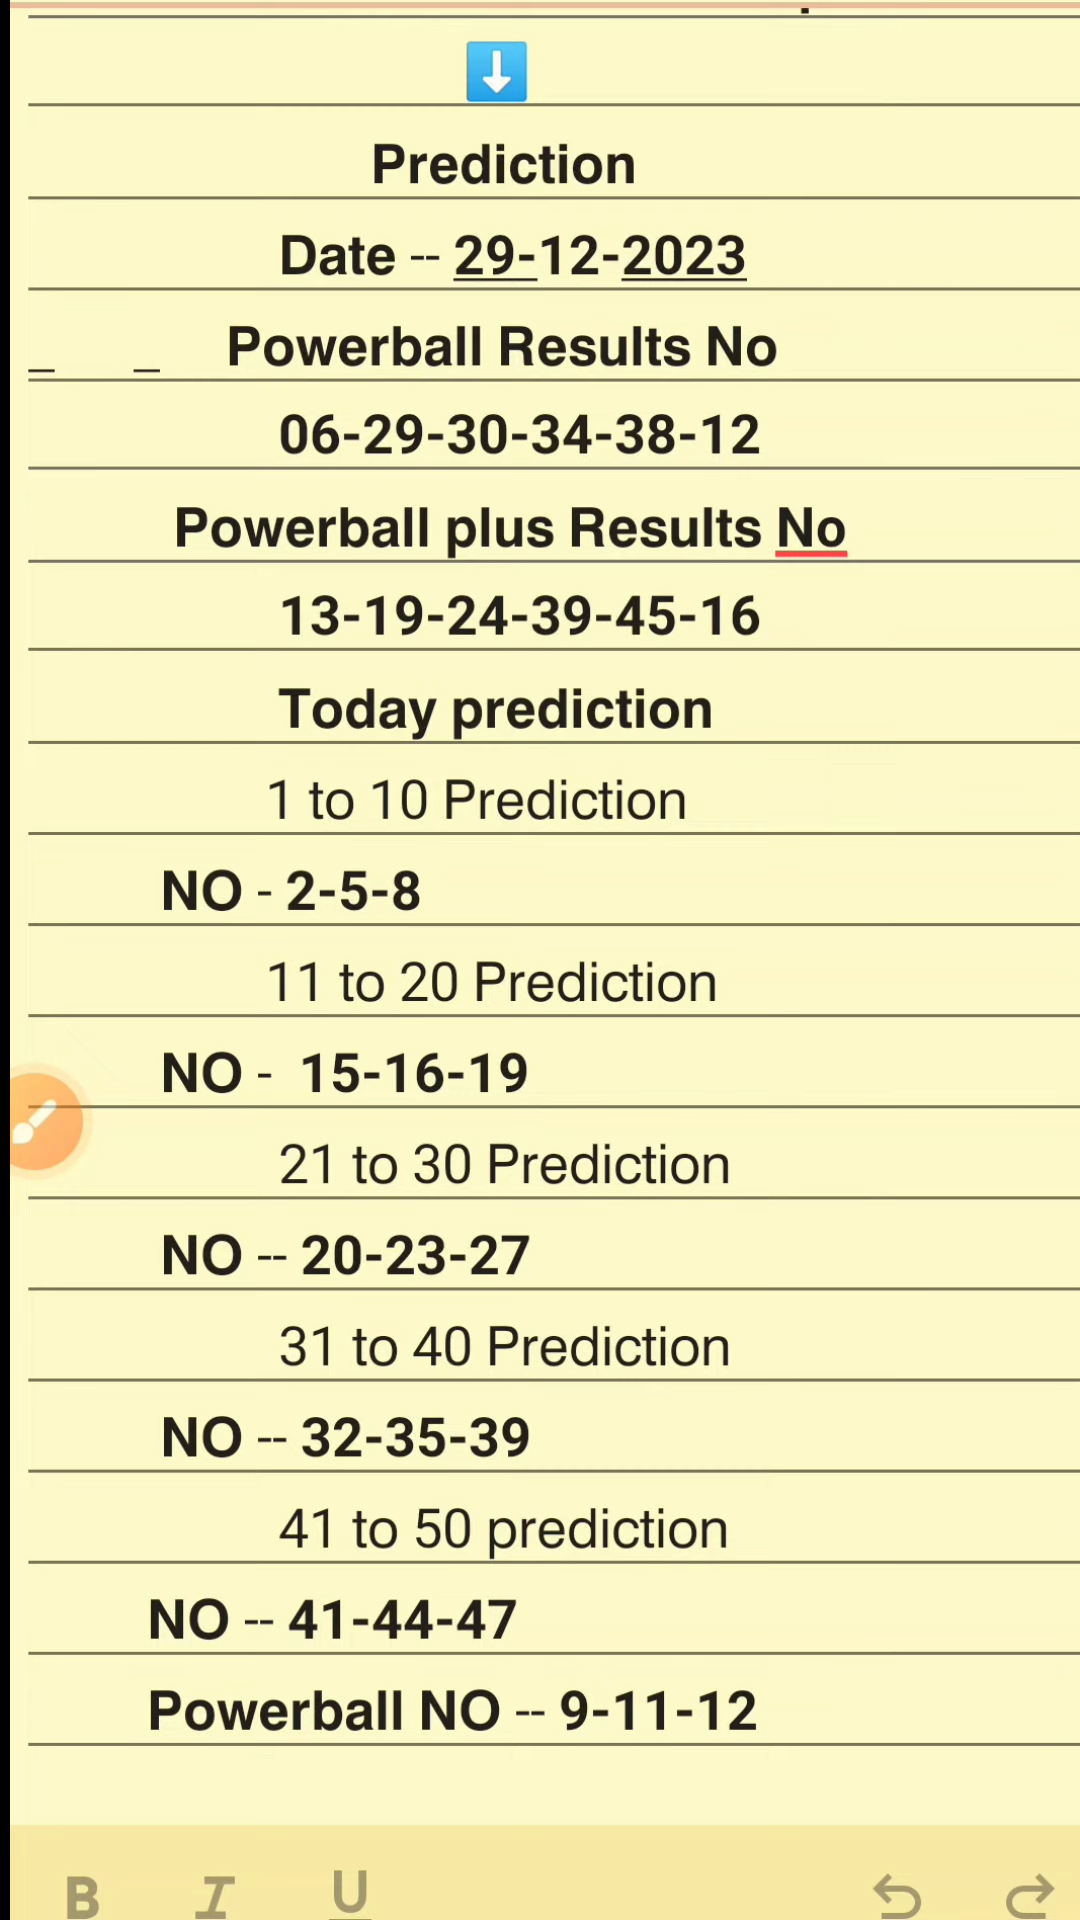 Prediction
Date -- 29-12-2023
_ _ Powerball Results No
06-29-30-34-38-12
Powerball plus Results No
13-19-24-39-45-16
Today prediction
1 to 10 Prediction
NO - 2-5-8
11 to 20 Prediction
NO - 15-16-19
21 to 30 Prediction
NO -- 20-23-27
31 to 40 Prediction
NO -- 32-35-39
41 to 50 prediction
NO -- 41-44-47
Powerball NO -- 9-11-12
B I U